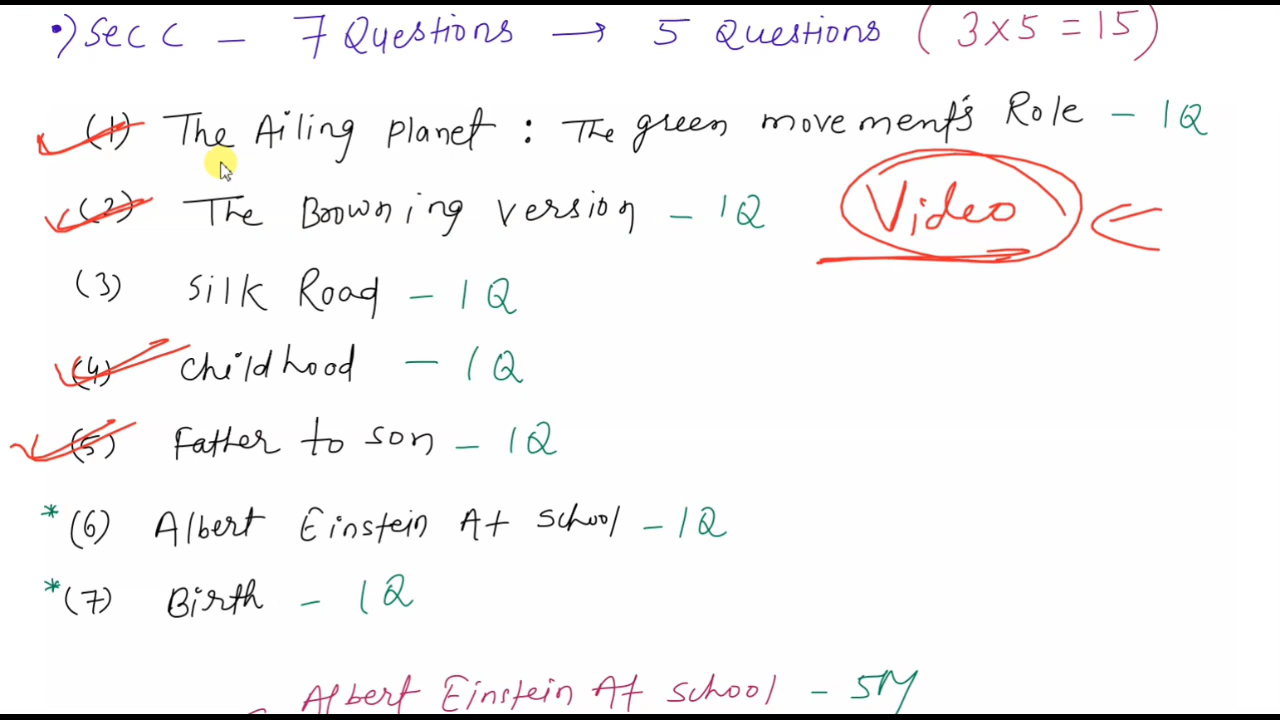 •) Sec C - 7 Questions → 5 Questions (3x5=15)
(1) The Ailing Planet : The green movement's Role - 1Q
(2) The Browning version - 1Q
Video
(3) Silk Road - 1Q
(4) Childhood - 1Q
(5) Father to son - 1Q
* (6) Albert Einstein At school - 1Q
* (7) Birth - 1Q
Albert Einstein At school - 5M